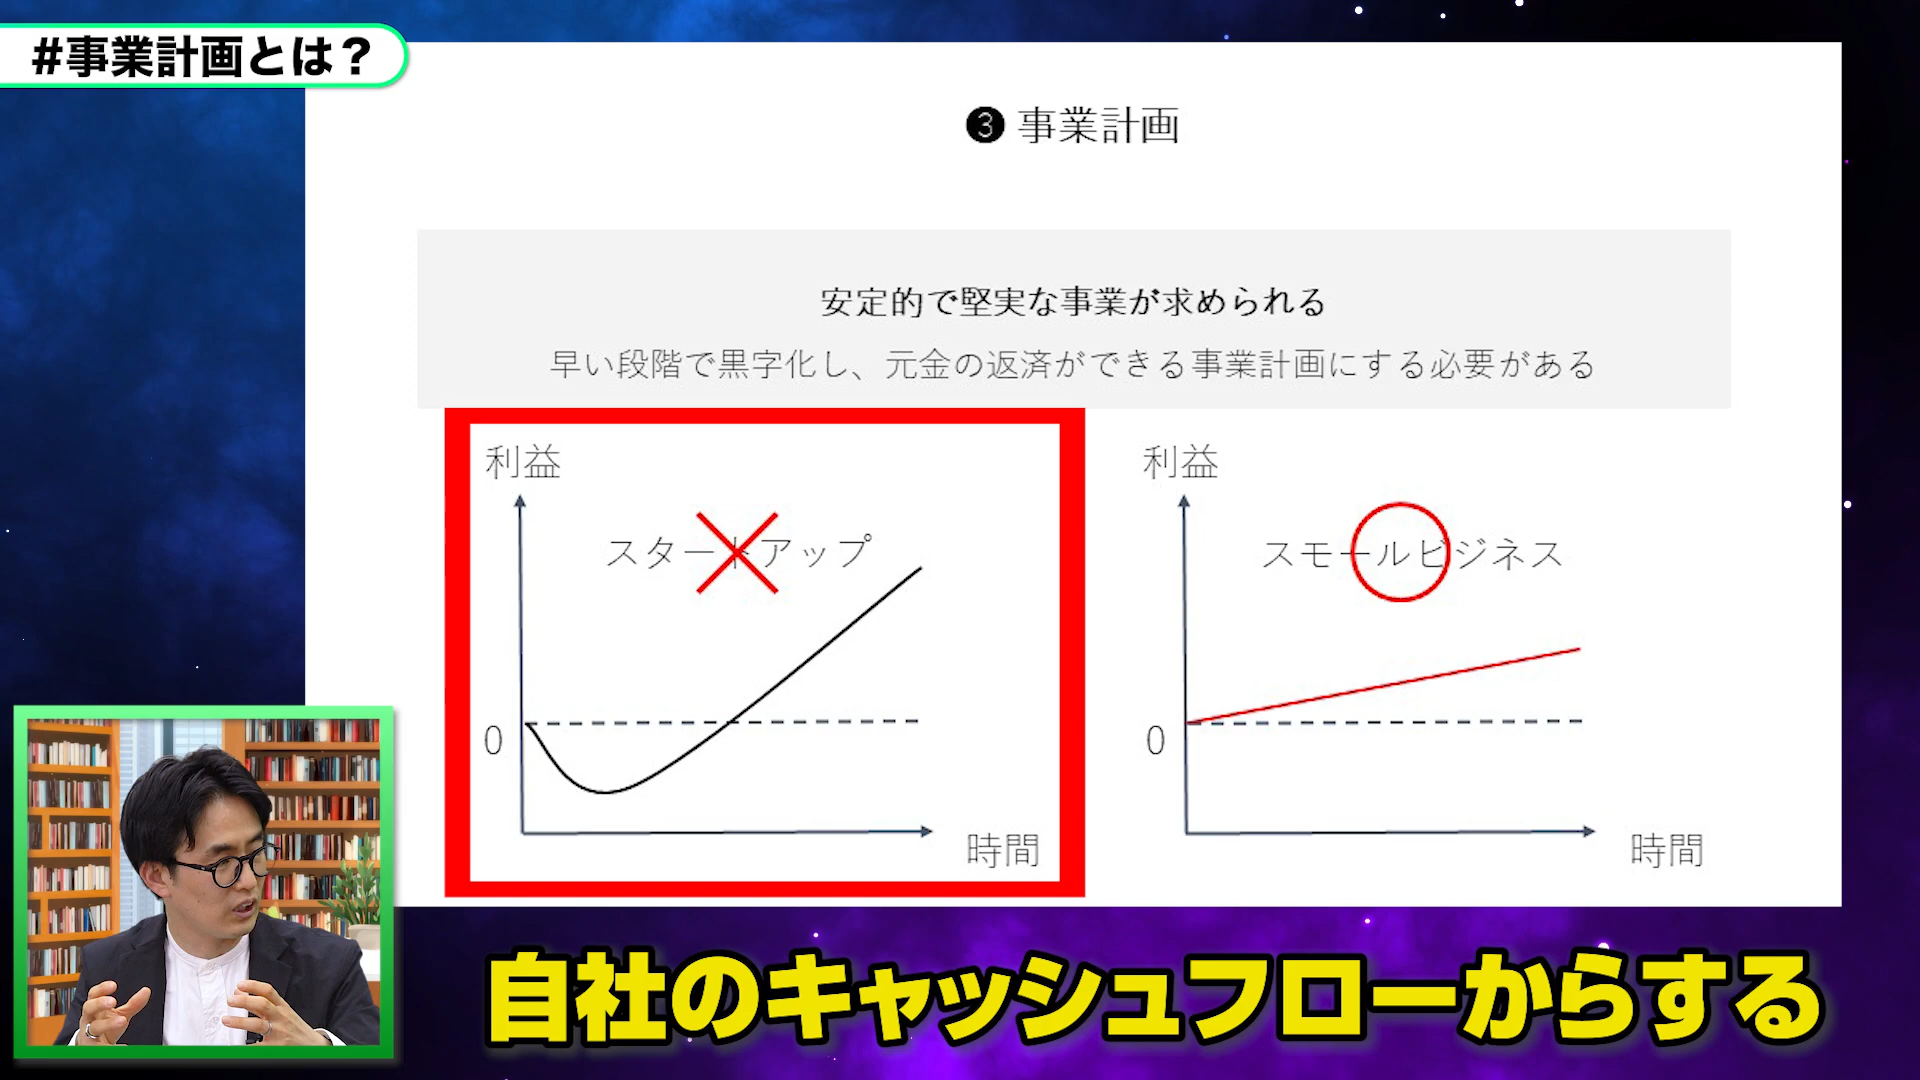 #事業計画とは？
❸ 事業計画
安定的で堅実な事業が求められる
早い段階で黒字化し、元金の返済ができる事業計画にする必要がある
利益
スタートアップ
0
時間
利益
スモールビジネス
0
時間
自社のキャッシュフローからする